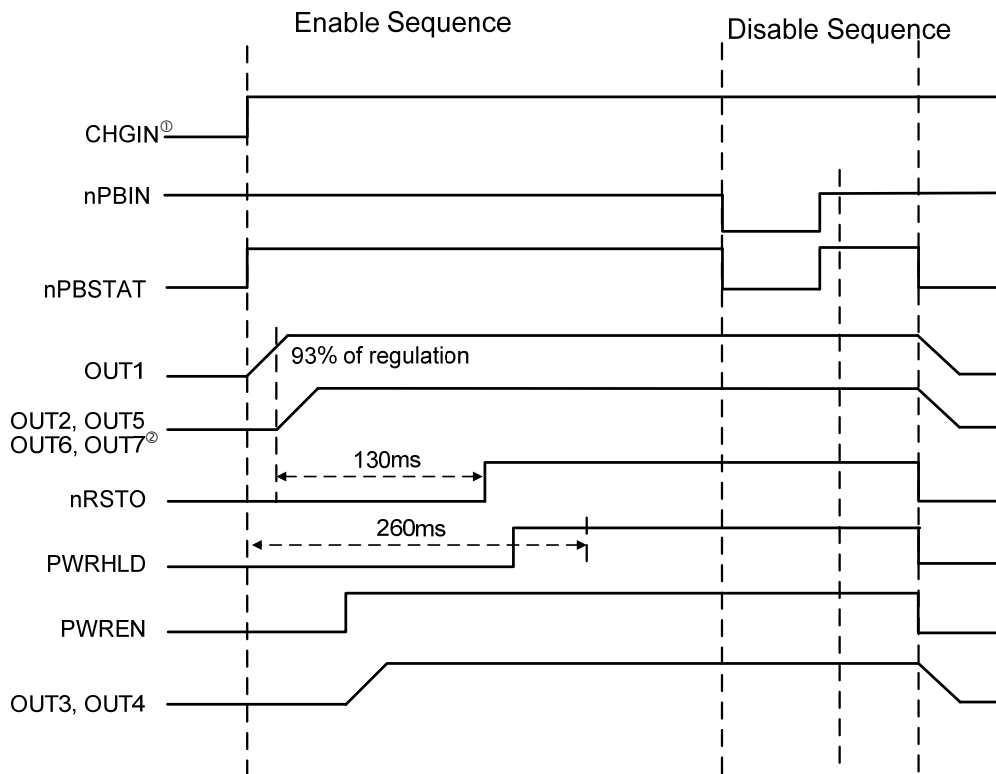 Enable Sequence
Disable Sequence
CHGIN①
nPBIN
nPBSTAT
93% of regulation
OUT1
OUT2, OUT5
OUT6, OUT7②
130ms
nRSTO
260ms
PWRHLD
PWREN
OUT3, OUT4